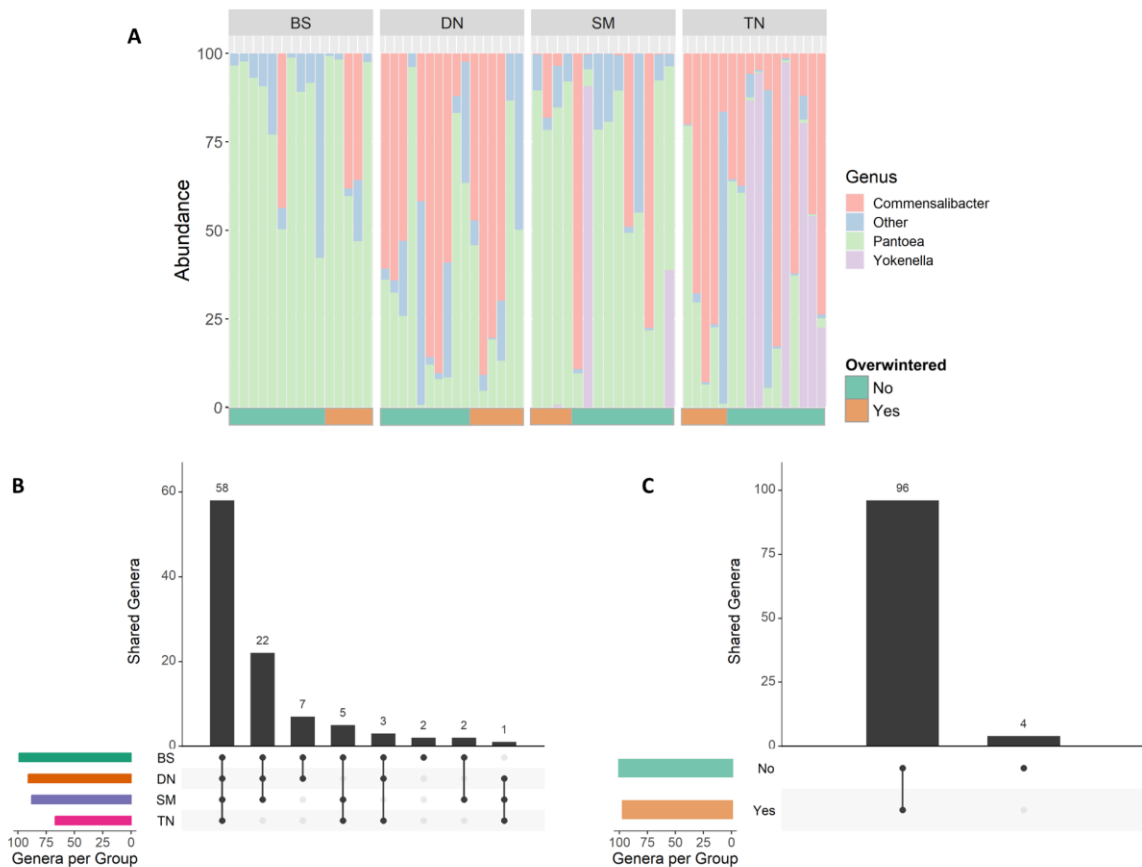 A
BS DN SM TN
100
75
50
25
0
Abundance
Genus
Commensalibacter
Other
Pantoea
Yokenella
Overwintered
No
Yes
B
Shared Genera
60
40
20
0
58
22
7
5
3
2
2
1
BS
DN
SM
TN
100 75 50 25 0
Genera per Group
C
Shared Genera
100
75
50
25
0
96
4
No
Yes
100 75 50 25 0
Genera per Group